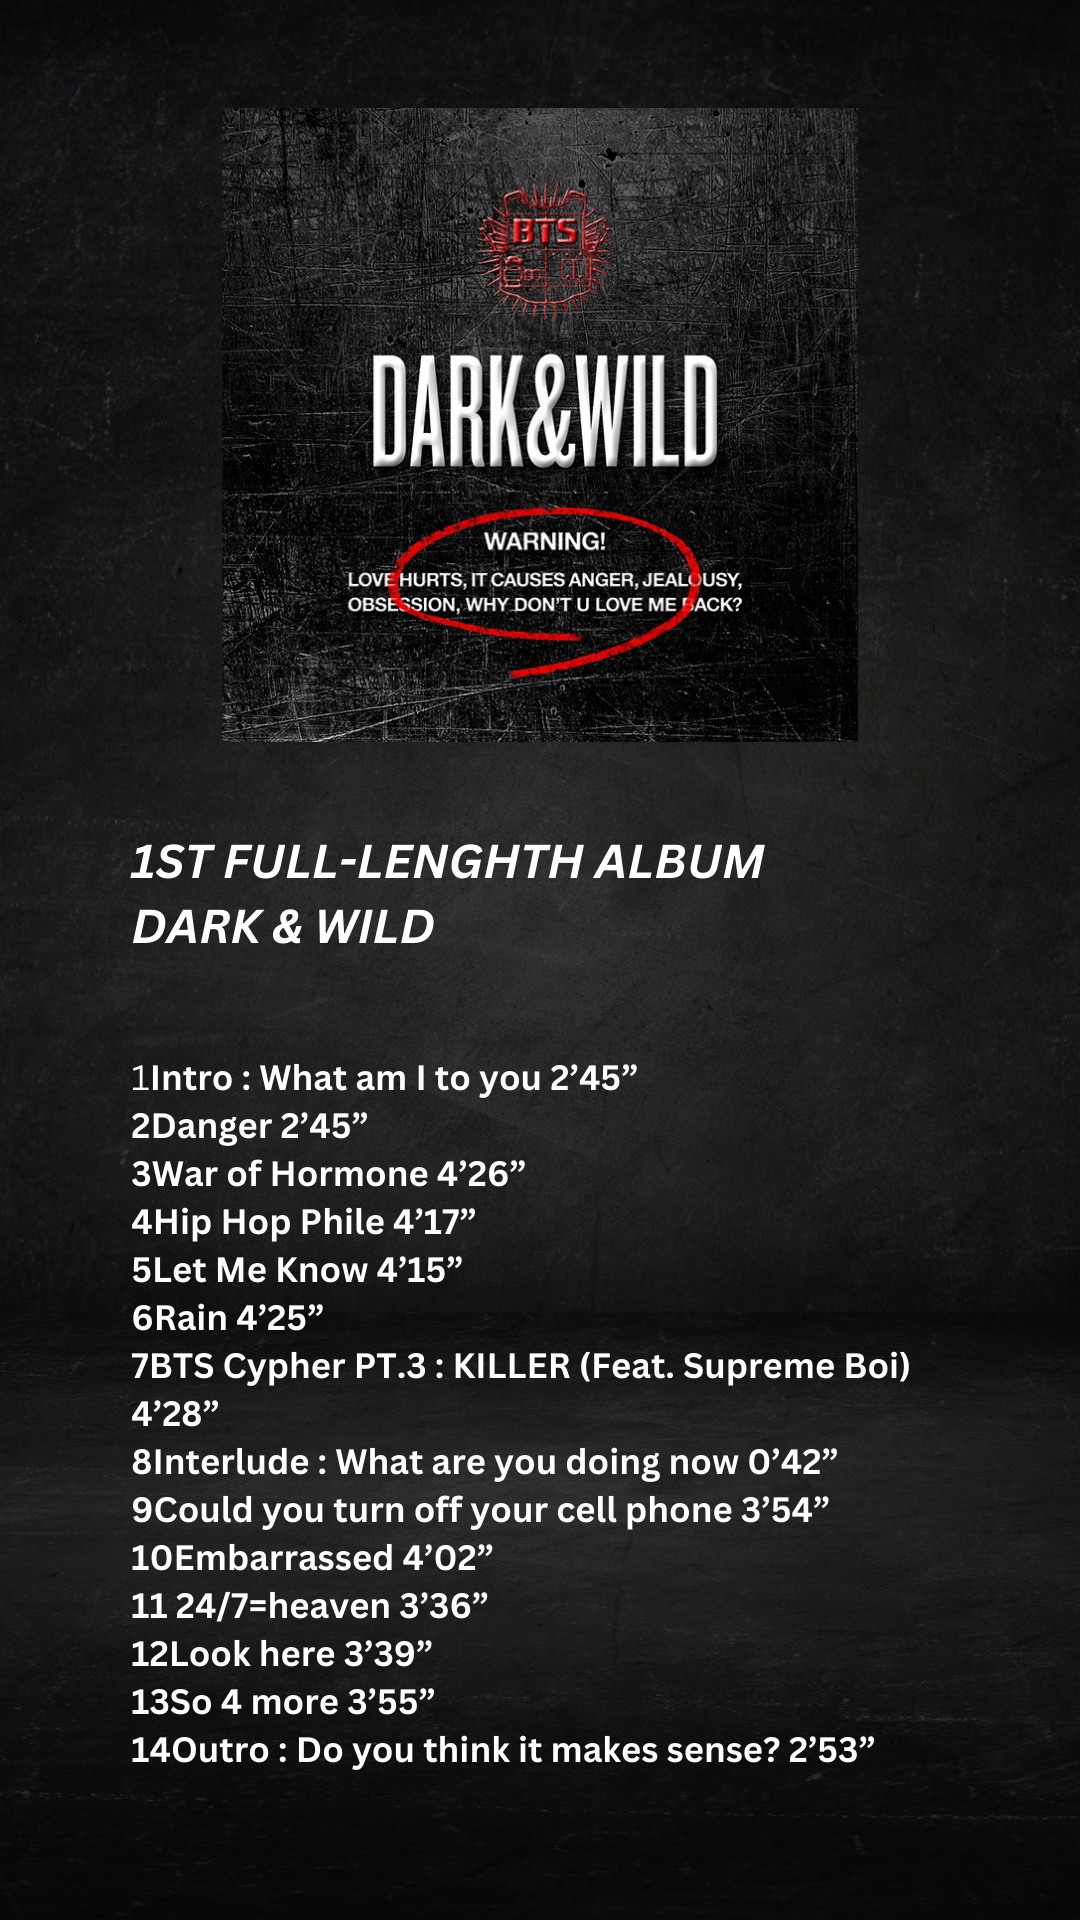 BTS
DARK&WILD
WARNING!
LOVE HURTS, IT CAUSES ANGER, JEALOUSY,
OBSESSION, WHY DON'T U LOVE ME BACK?
1ST FULL-LENGHTH ALBUM
DARK & WILD
1Intro : What am I to you 2’45”
2Danger 2’45”
3War of Hormone 4’26”
4Hip Hop Phile 4’17”
5Let Me Know 4’15”
6Rain 4’25”
7BTS Cypher PT.3 : KILLER (Feat. Supreme Boi)
4’28”
8Interlude : What are you doing now 0’42”
9Could you turn off your cell phone 3’54”
10Embarrassed 4’02”
11 24/7=heaven 3’36”
12Look here 3’39”
13So 4 more 3’55”
14Outro : Do you think it makes sense? 2’53”